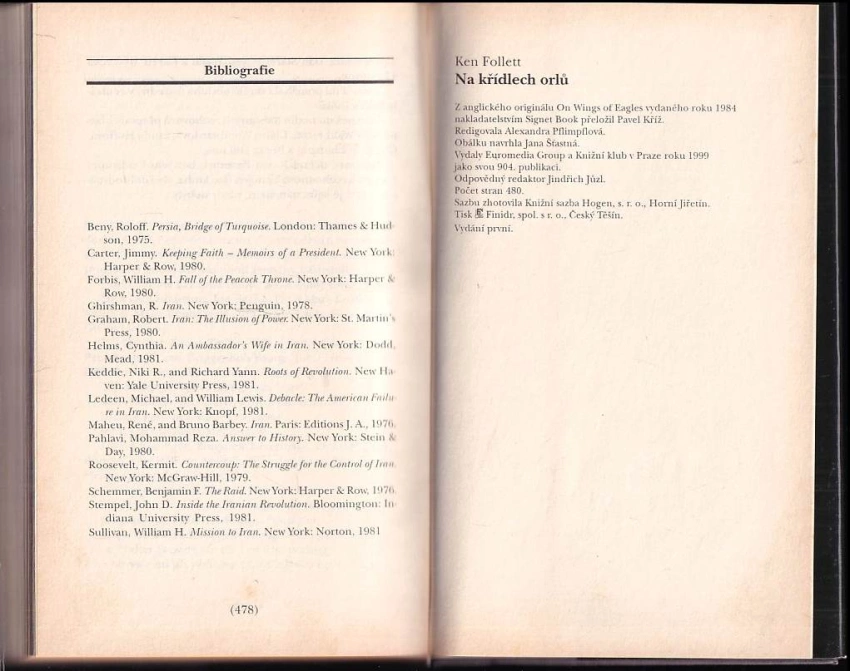 Bibliografie
Beny, Roloff. Persia, Bridge of Turquoise. London: Thames & Hud-
son, 1975.
Carter, Jimmy. Keeping Faith – Memoirs of a President. New York:
Harper & Row, 1980.
Forbis, William H. Fall of the Peacock Throne. New York: Harper &
Row, 1980.
Ghirshman, R. Iran. New York: Penguin, 1978.
Graham, Robert. Iran: The Illusion of Power. New York: St. Martin's
Press, 1980.
Helms, Cynthia. An Ambassador's Wife in Iran. New York: Dodd,
Mead, 1981.
Keddie, Niki R., and Richard Yann. Roots of Revolution. New Ha-
ven: Yale University Press, 1981.
Ledeen, Michael, and William Lewis. Debacle: The American Failu-
re in Iran. New York: Knopf, 1981.
Maheu, René, and Bruno Barbey. Iran. Paris: Editions J. A., 1976.
Pahlavi, Mohammad Reza. Answer to History. New York: Stein &
Day, 1980.
Roosevelt, Kermit. Countercoup: The Struggle for the Control of Iran.
New York: McGraw-Hill, 1979.
Schemmer, Benjamin F. The Raid. New York: Harper & Row, 1976.
Stempel, John D. Inside the Iranian Revolution. Bloomington: In-
diana University Press, 1981.
Sullivan, William H. Mission to Iran. New York: Norton, 1981
(478)
Ken Follett
Na křídlech orlů
Z anglického originálu On Wings of Eagles vydaného roku 1984
nakladatelstvím Signet Book přeložil Pavel Kříž.
Redigovala Alexandra Pflimpflová.
Obálku navrhla Jana Šťastná.
Vydaly Euromedia Group a Knižní klub v Praze roku 1999
jako svou 904. publikaci.
Odpovědný redaktor Jindřich Jůzl.
Počet stran 480.
Sazbu zhotovila Knižní sazba Hogen, s. r. o., Horní Jiřetín.
Tisk Finidr, spol. s r. o., Český Těšín.
Vydání první.